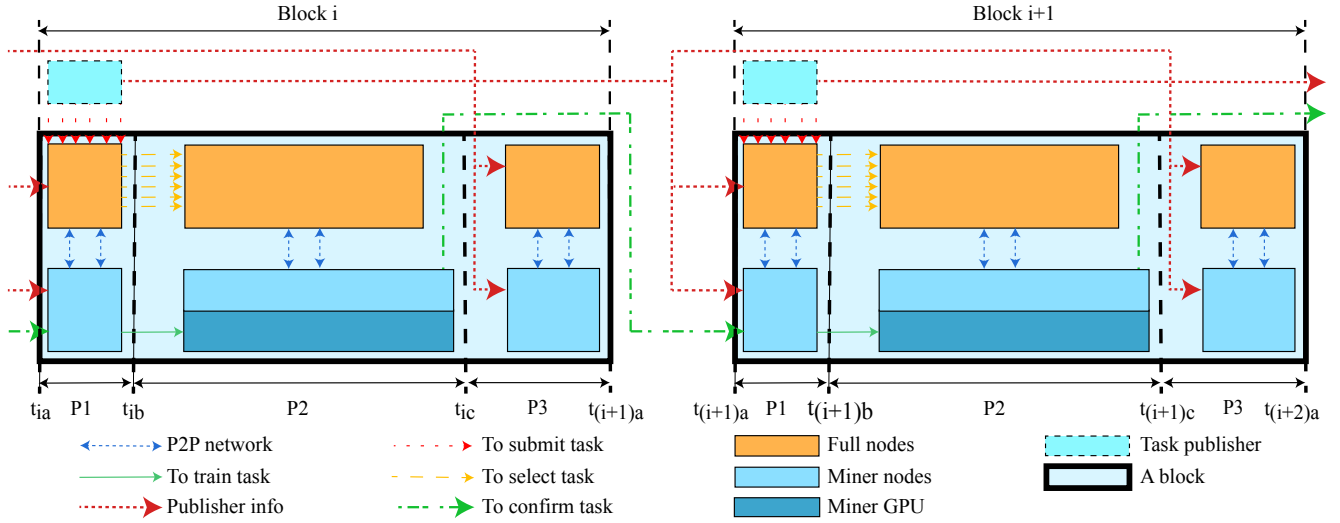 Block i
Block i+1
t_ia P1 t_ib P2 t_ic P3 t_(i+1)a
t_(i+1)a P1 t_(i+1)b P2 t_(i+1)c P3 t_(i+2)a
P2P network
To submit task
Full nodes
Task publisher
To train task
To select task
Miner nodes
A block
Publisher info
To confirm task
Miner GPU